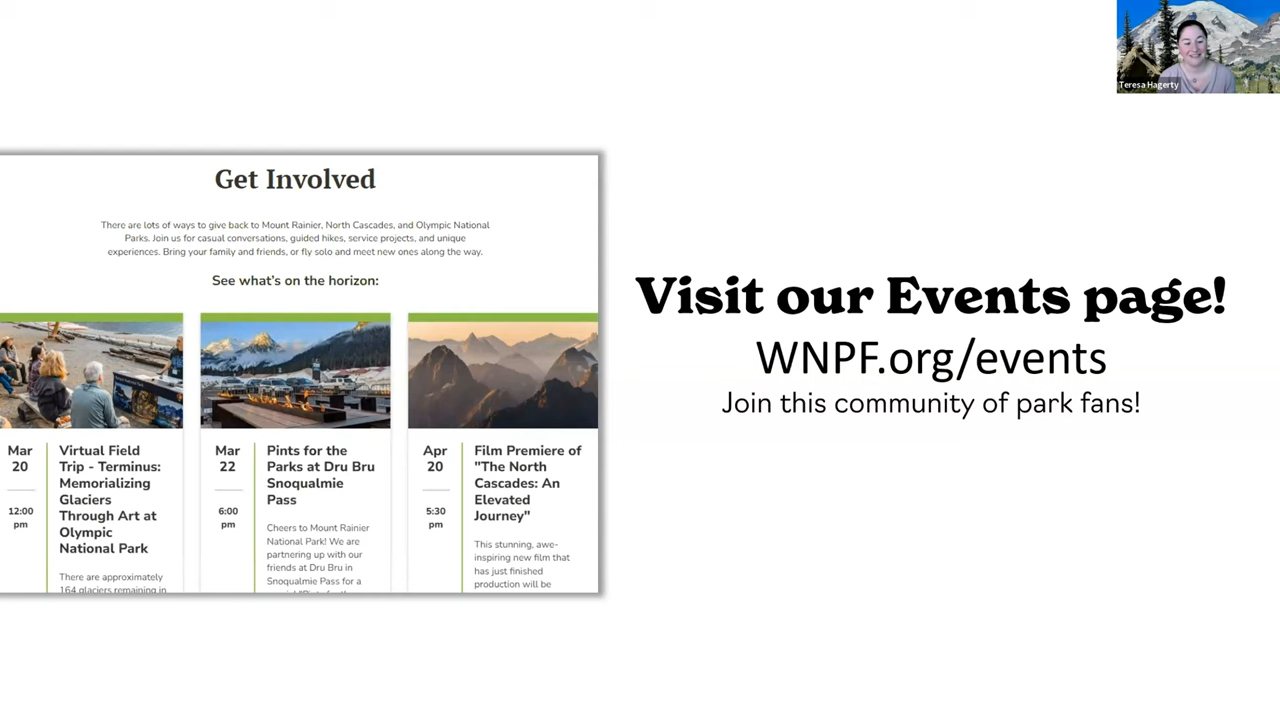 Teresa Hagerty
Get Involved
There are lots of ways to give back to Mount Rainier, North Cascades, and Olympic National
Parks. Join us for casual conversations, guided hikes, service projects, and unique
experiences. Bring your family and friends, or fly solo and meet new ones along the way.
See what's on the horizon:
Mar
20
12:00
pm
Virtual Field
Trip - Terminus:
Memorializing
Glaciers
Through Art at
Olympic
National Park
There are approximately
164 glaciers remaining in
Mar
22
6:00
pm
Pints for the
Parks at Dru Bru
Snoqualmie
Pass
Cheers to Mount Rainier
National Park! We are
partnering up with our
friends at Dru Bru in
Snoqualmie Pass for a
Apr
20
5:30
pm
Film Premiere of
"The North
Cascades: An
Elevated
Journey"
This stunning, awe-
inspiring new film that
has just finished
production will be
Visit our Events page!
WNPF.org/events
Join this community of park fans!